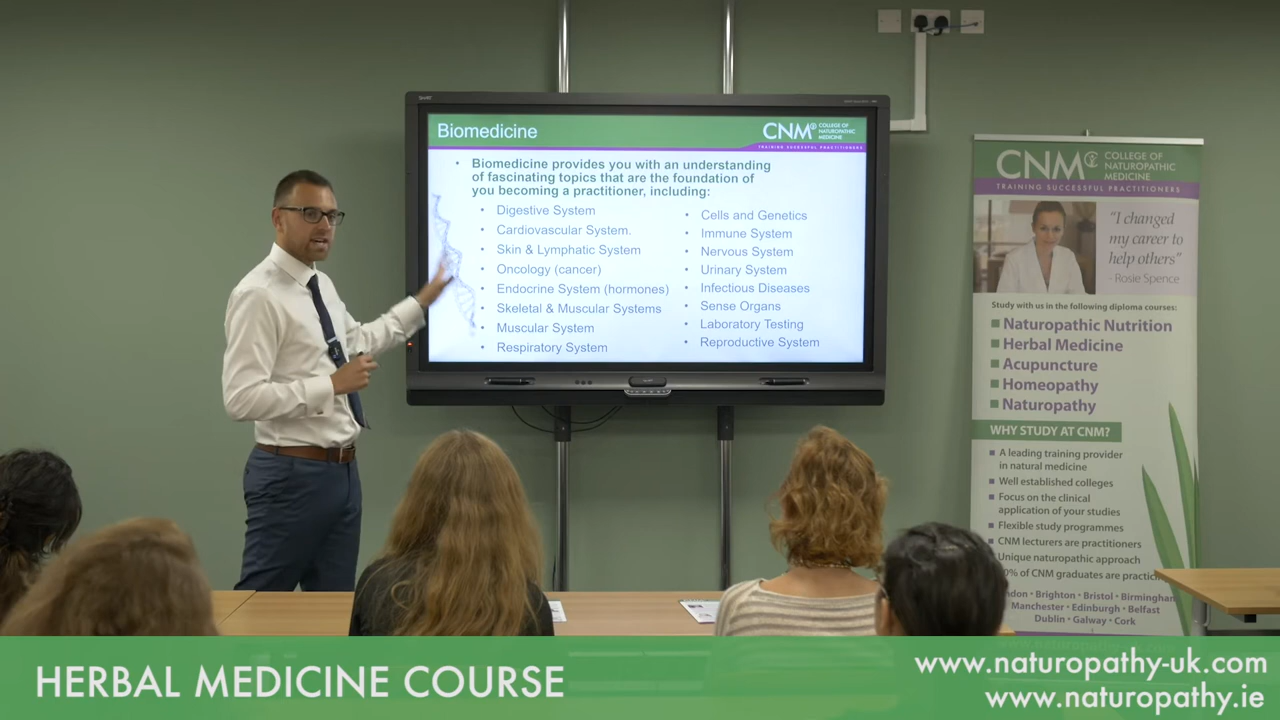 SMART
Biomedicine
CNM
COLLEGE OF
NATUROPATHIC
MEDICINE
TRAINING SUCCESSFUL PRACTITIONERS
• Biomedicine provides you with an understanding
of fascinating topics that are the foundation of
you becoming a practitioner, including:
• Digestive System
• Cardiovascular System.
• Skin & Lymphatic System
• Oncology (cancer)
• Endocrine System (hormones)
• Skeletal & Muscular Systems
• Muscular System
• Respiratory System
• Cells and Genetics
• Immune System
• Nervous System
• Urinary System
• Infectious Diseases
• Sense Organs
• Laboratory Testing
• Reproductive System
CNM
COLLEGE OF
NATUROPATHIC
MEDICINE
TRAINING SUCCESSFUL PRACTITIONERS
“I changed
my career to
help others”
- Rosie Spence
Study with us in the following diploma courses:
Naturopathic Nutrition
Herbal Medicine
Acupuncture
Homeopathy
Naturopathy
WHY STUDY AT CNM?
A leading training provider
in natural medicine
Well established colleges
Focus on the clinical
application of your studies
Flexible study programmes
CNM lecturers are practitioners
Unique naturopathic approach
of CNM graduates are
• Brighton • Bristol • Birmingham
Manchester • Edinburgh • Belfast
Dublin • Galway • Cork
HERBAL MEDICINE COURSE
www.naturopathy-uk.com
www.naturopathy.ie